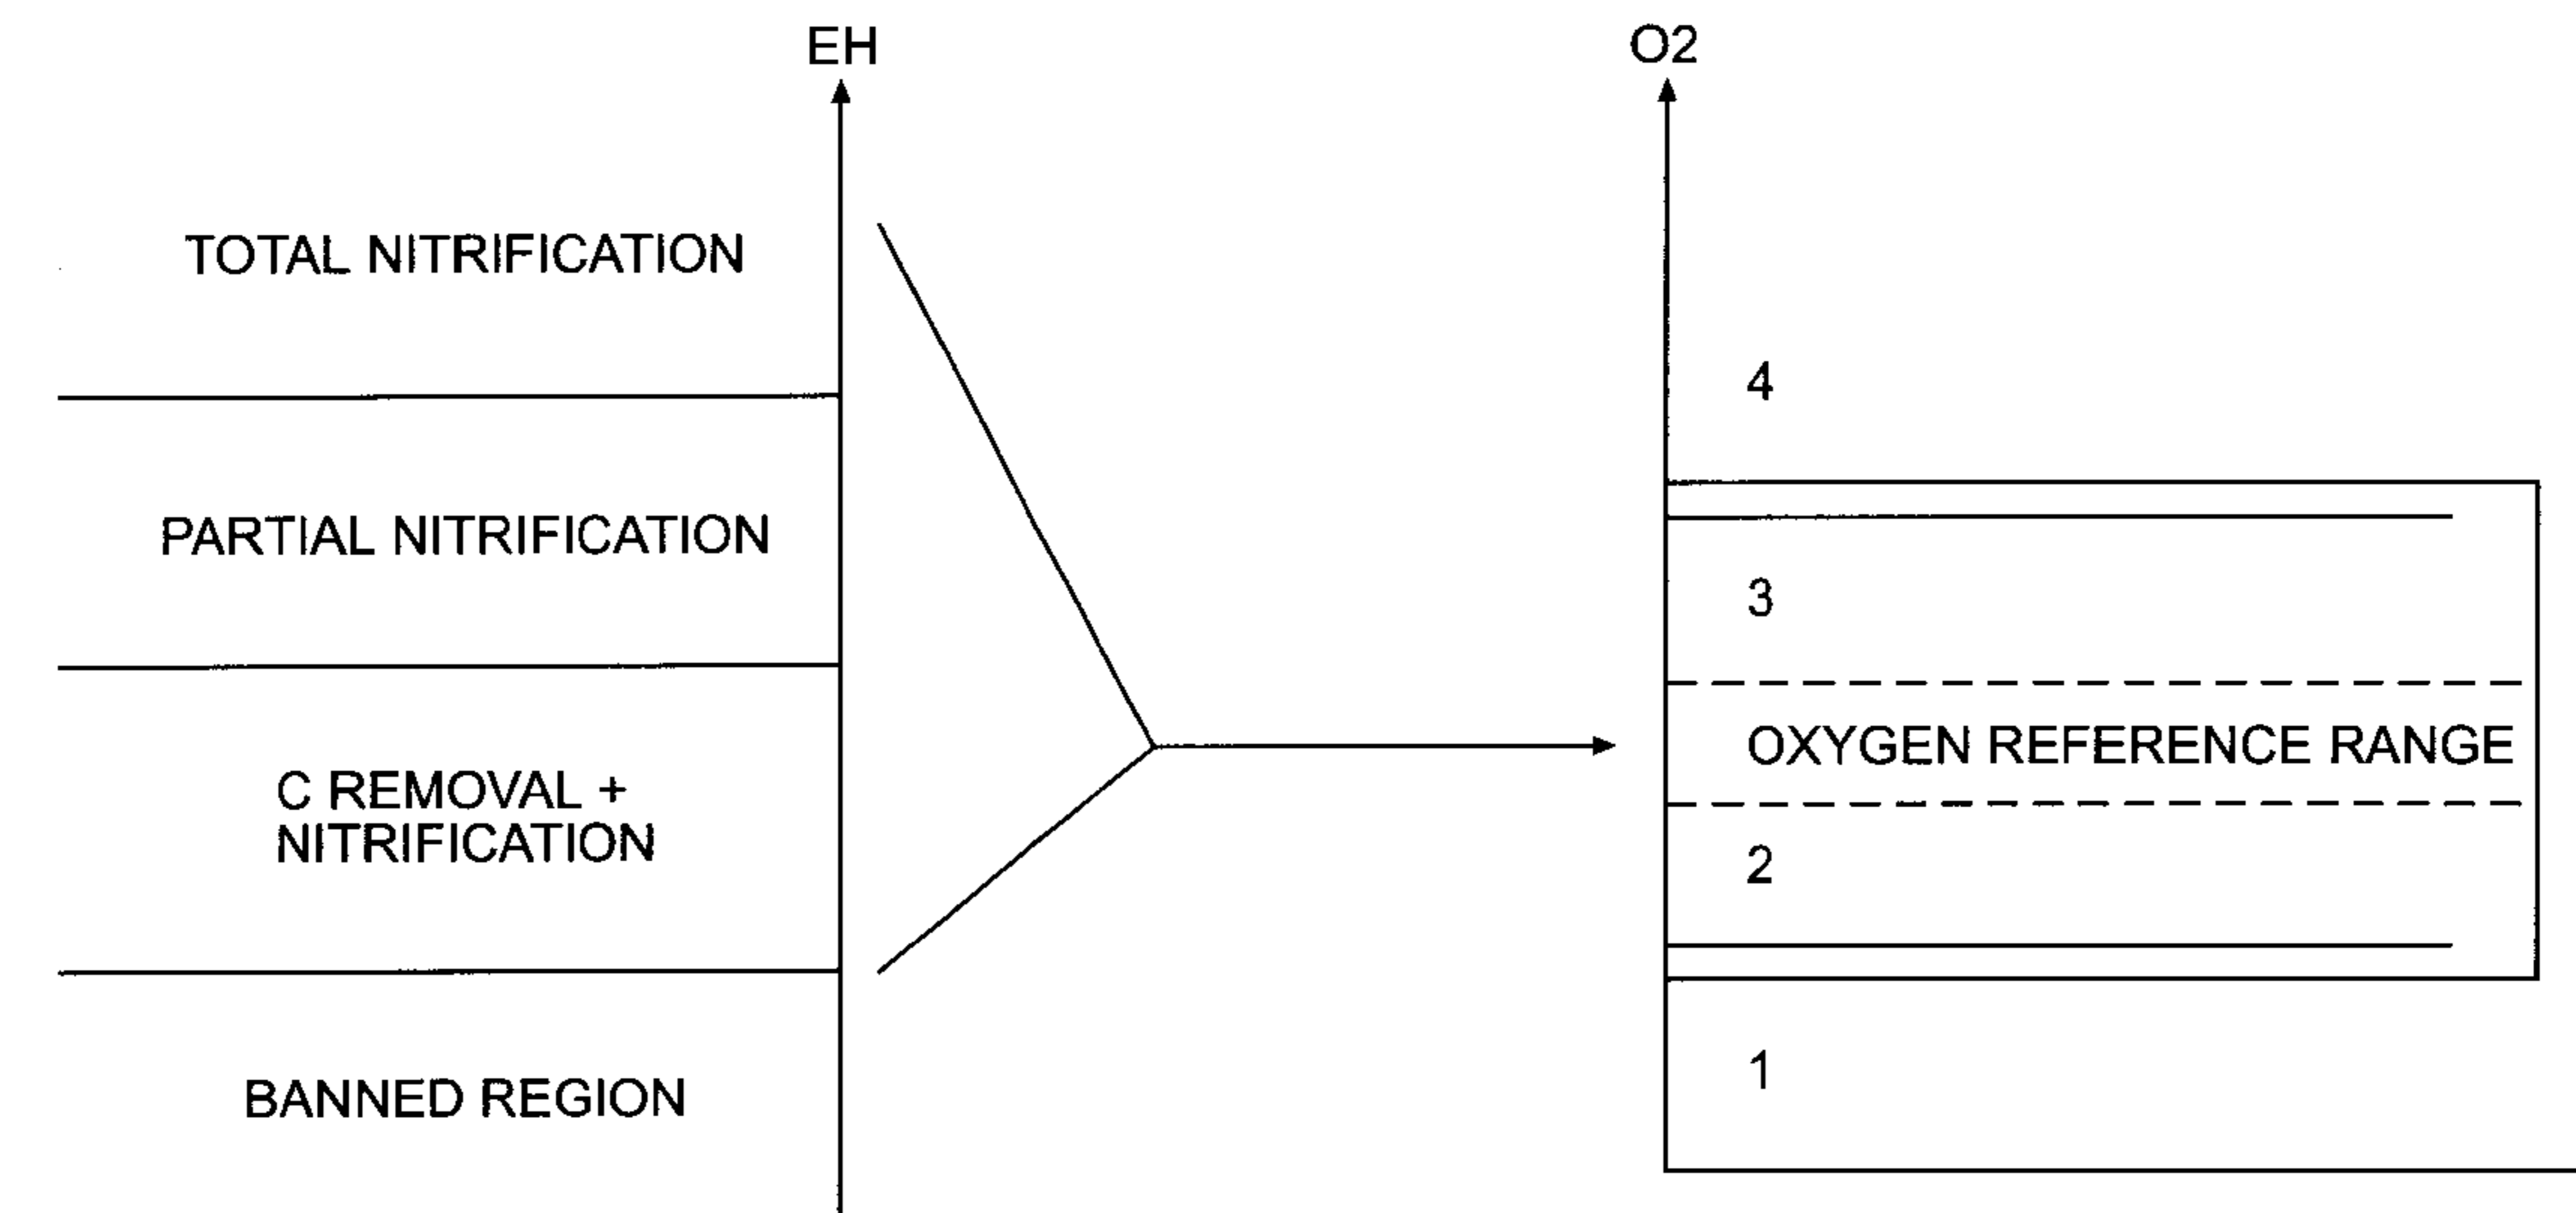 EH
TOTAL NITRIFICATION
PARTIAL NITRIFICATION
C REMOVAL +
NITRIFICATION
BANNED REGION
O2
4
3
OXYGEN REFERENCE RANGE
2
1